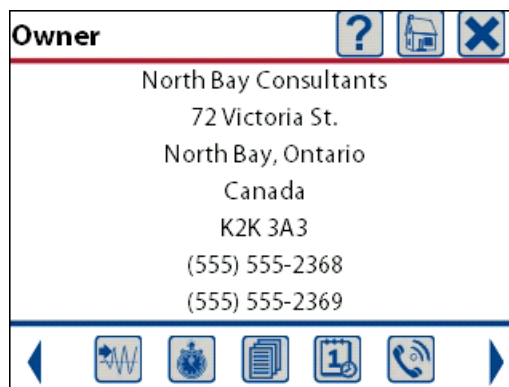 Owner
?
North Bay Consultants
72 Victoria St.
North Bay, Ontario
Canada
K2K 3A3
(555) 555-2368
(555) 555-2369
1